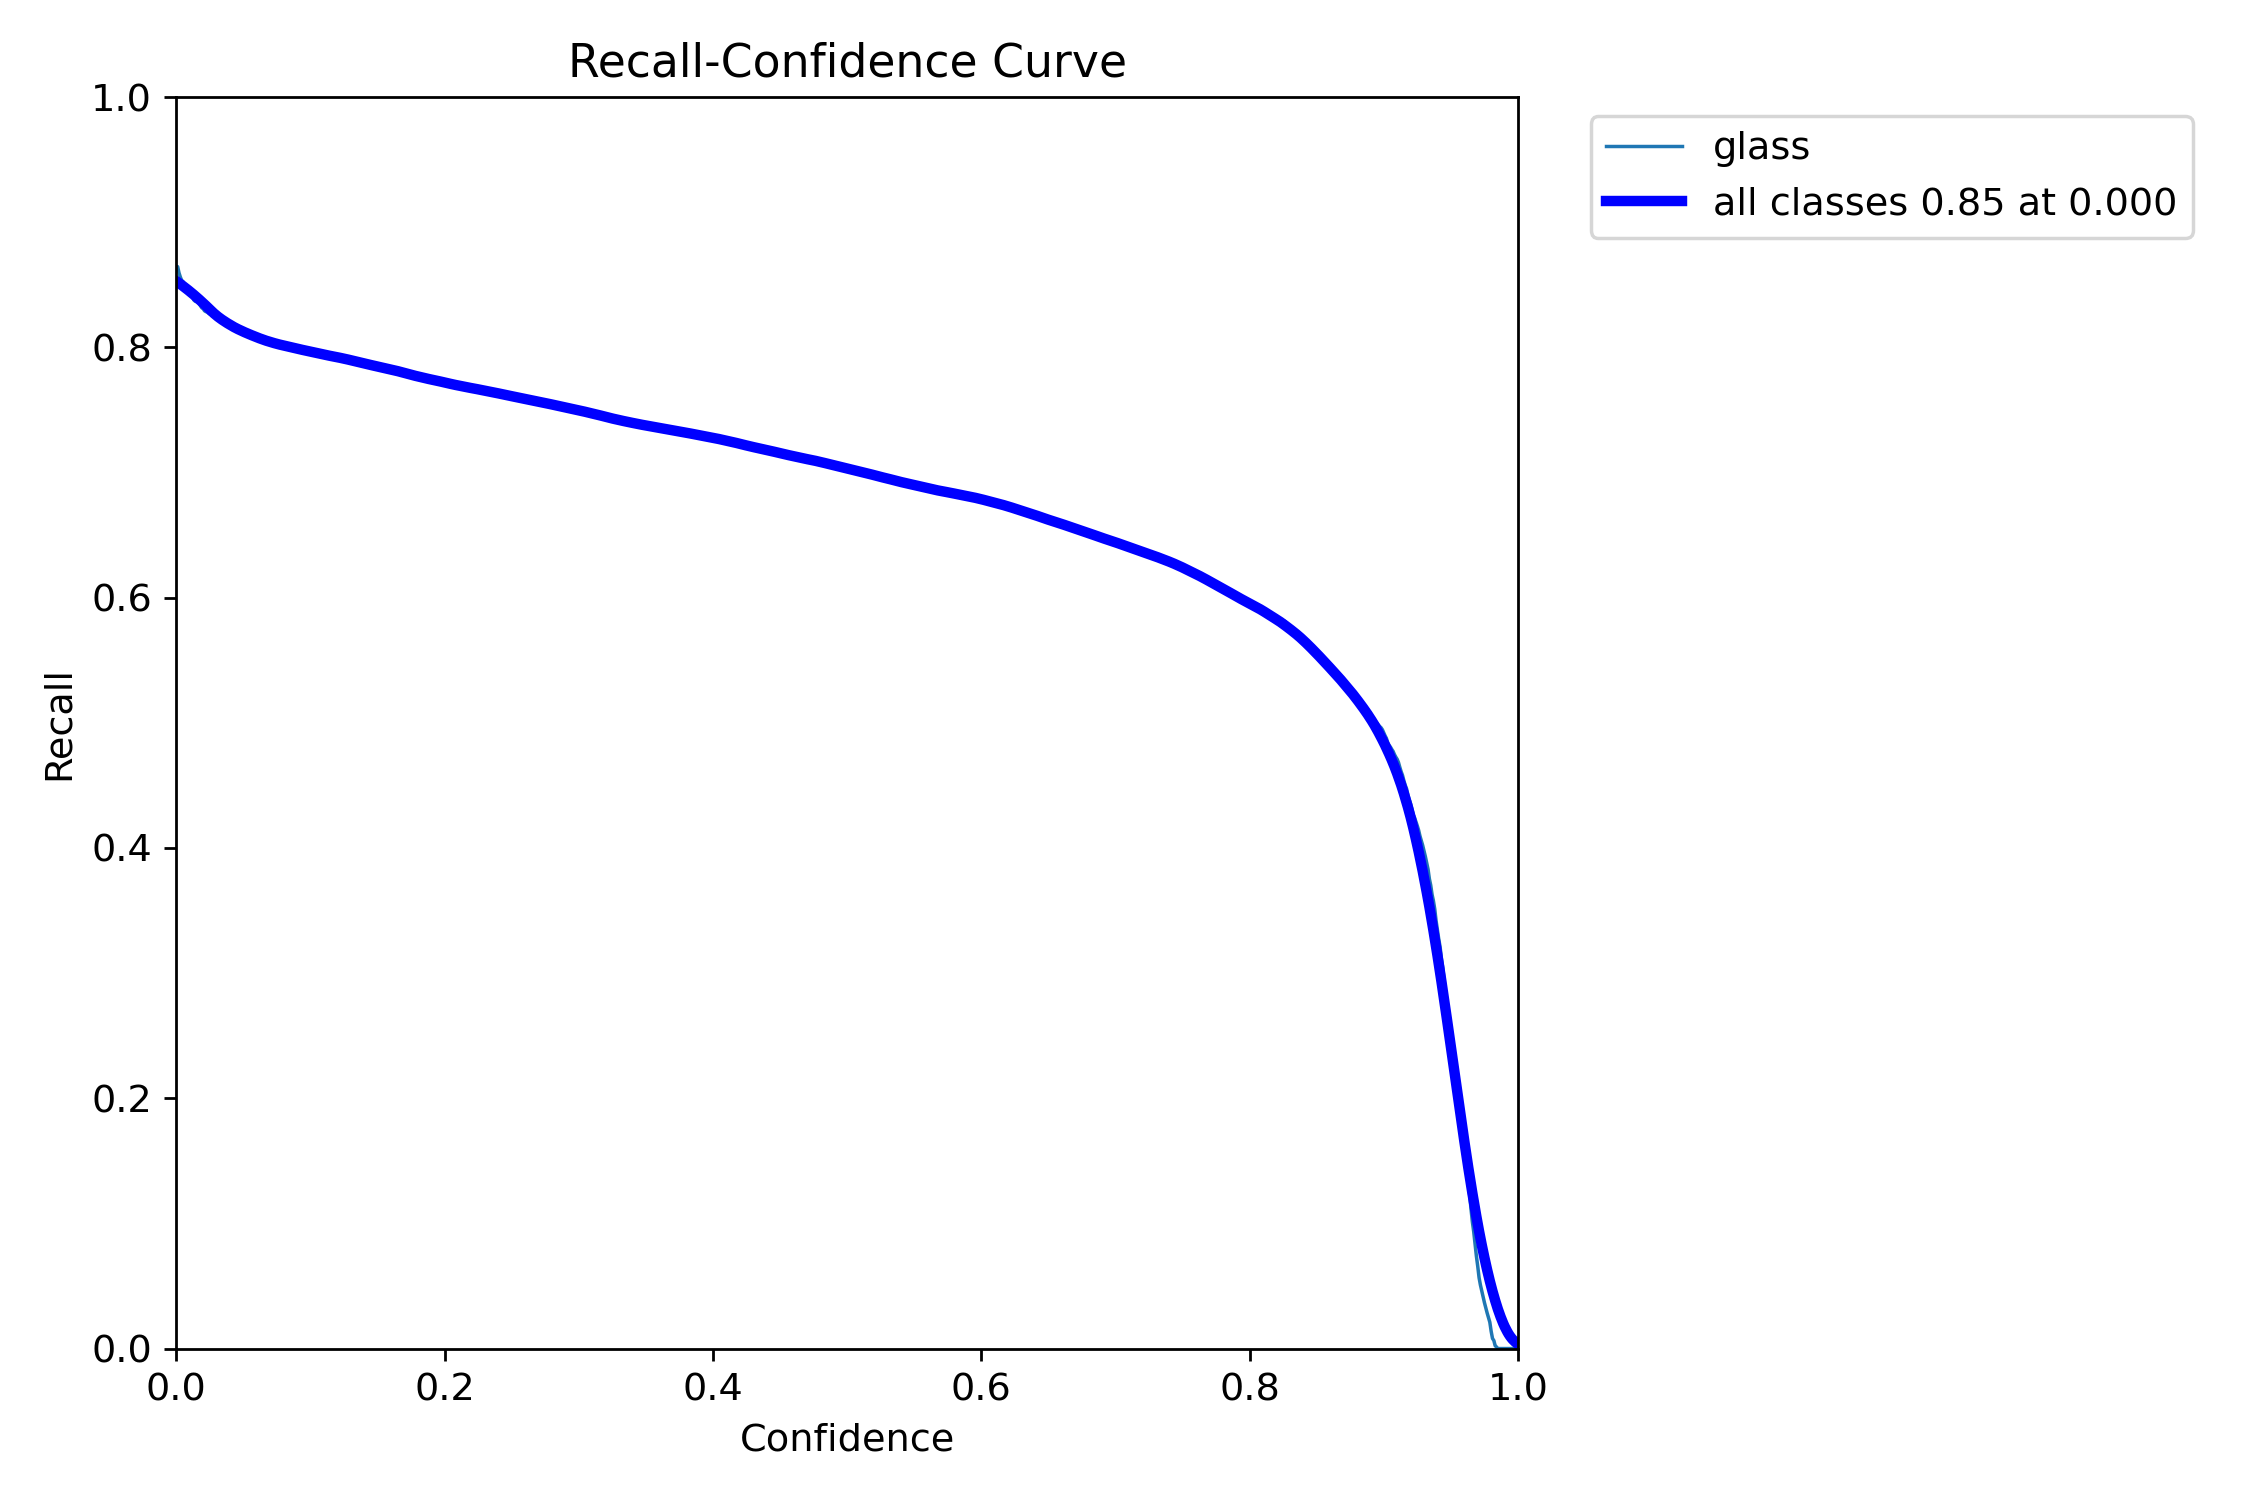 Recall-Confidence Curve
1.0
0.8
0.6
0.4
0.2
0.0
Recall
0.0 0.2 0.4 0.6 0.8 1.0
Confidence
glass
all classes 0.85 at 0.000